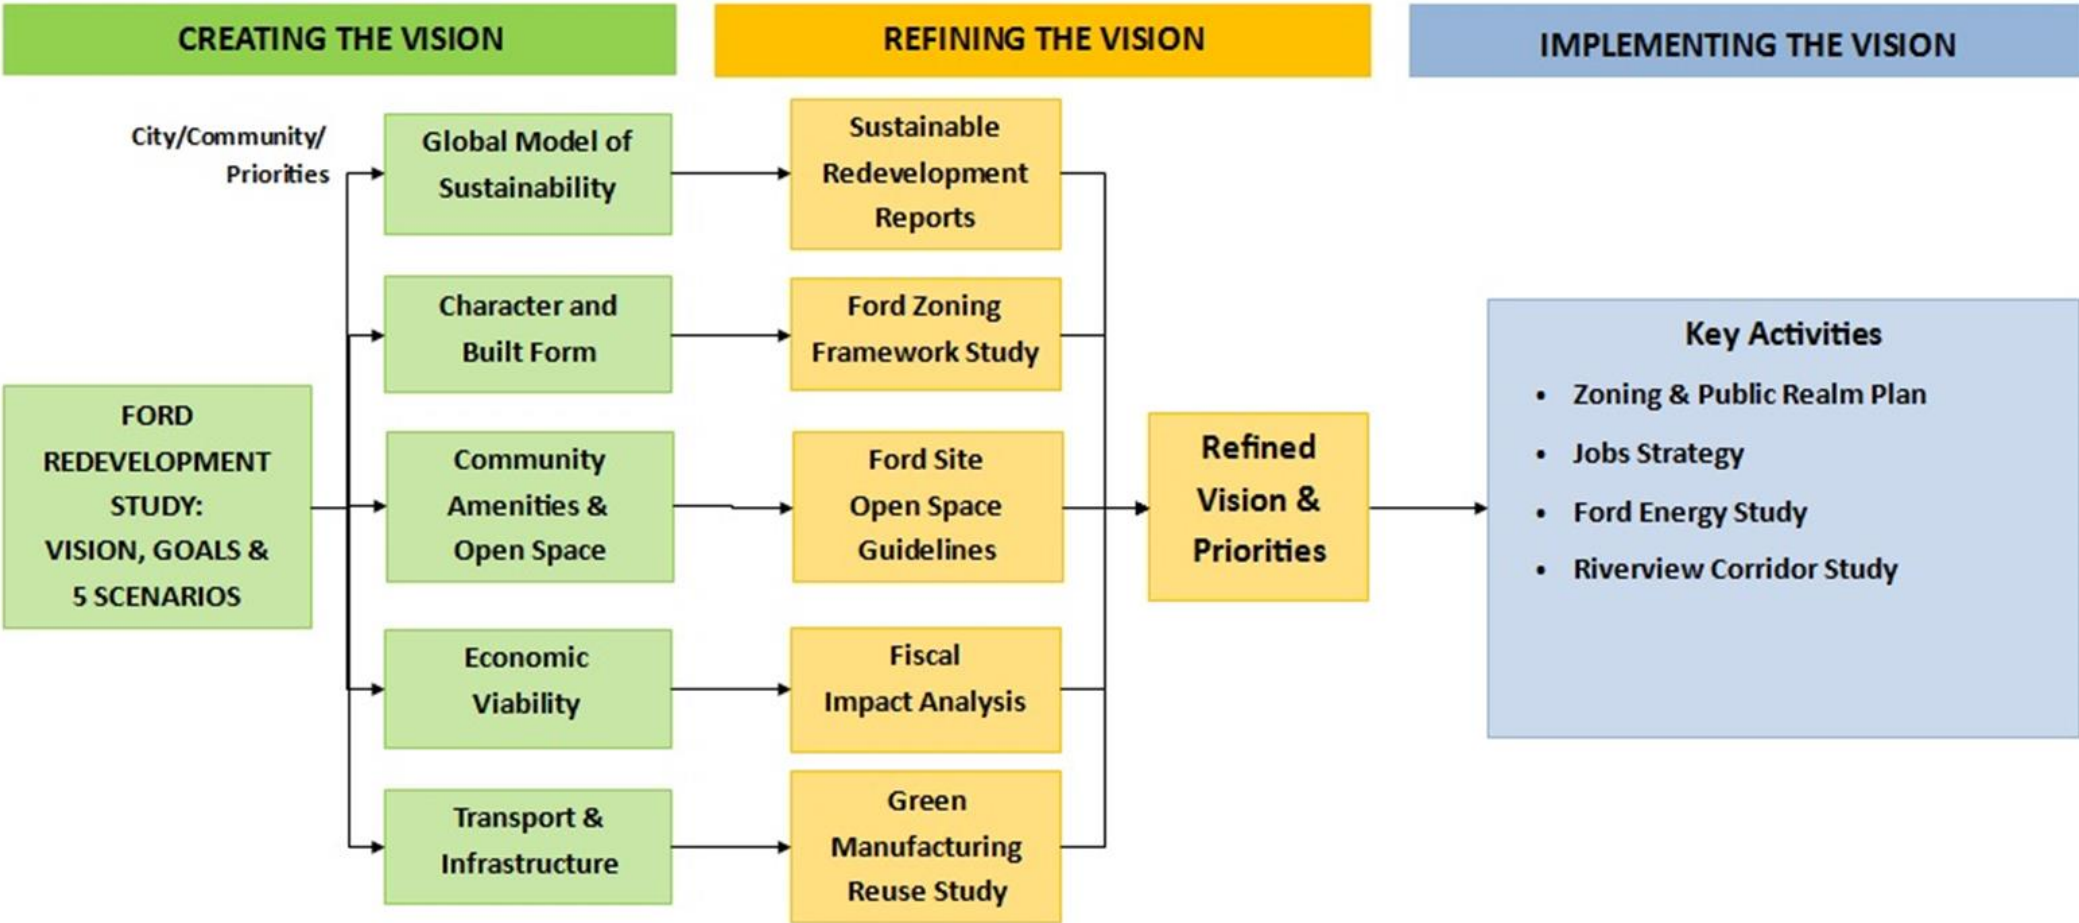 CREATING THE VISION
REFINING THE VISION
IMPLEMENTING THE VISION
City/Community/
Priorities
FORD
REDEVELOPMENT
STUDY:
VISION, GOALS &
5 SCENARIOS
Global Model of
Sustainability
Character and
Built Form
Community
Amenities &
Open Space
Economic
Viability
Transport &
Infrastructure
Sustainable
Redevelopment
Reports
Ford Zoning
Framework Study
Ford Site
Open Space
Guidelines
Fiscal
Impact Analysis
Green
Manufacturing
Reuse Study
Refined
Vision &
Priorities
Key Activities
• Zoning & Public Realm Plan
• Jobs Strategy
• Ford Energy Study
• Riverview Corridor Study